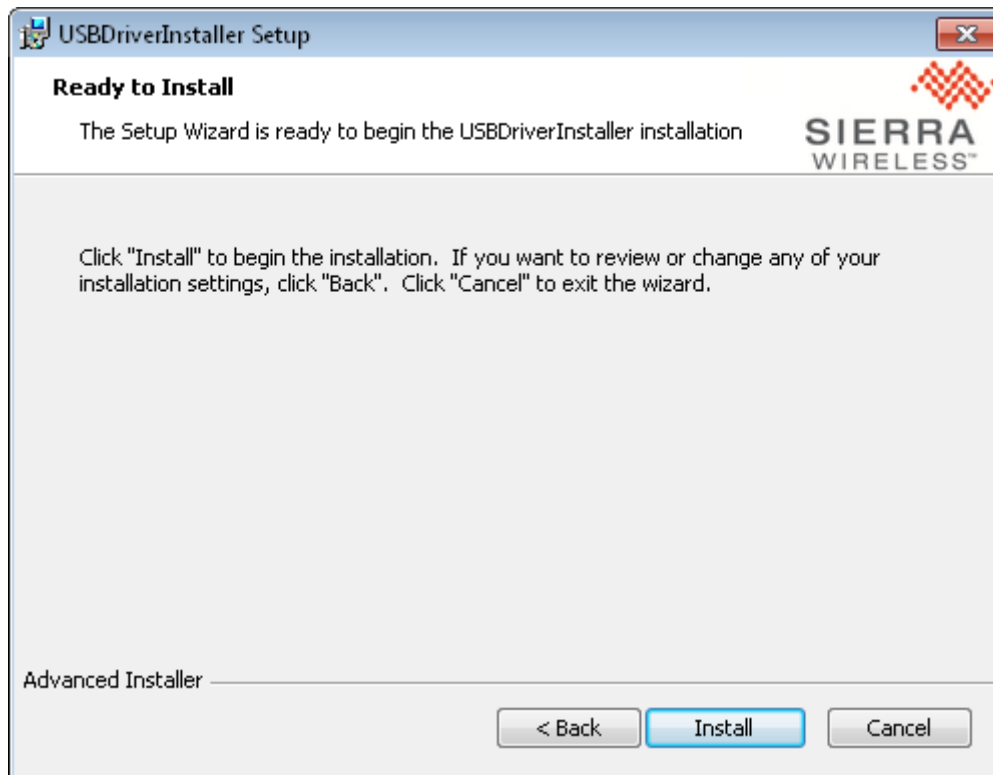 USBDriverInstaller Setup
Ready to Install
The Setup Wizard is ready to begin the USBDriverInstaller installation
SIERRA
WIRELESS™
Click "Install" to begin the installation.  If you want to review or change any of your
installation settings, click "Back".  Click "Cancel" to exit the wizard.
Advanced Installer
< Back
Install
Cancel